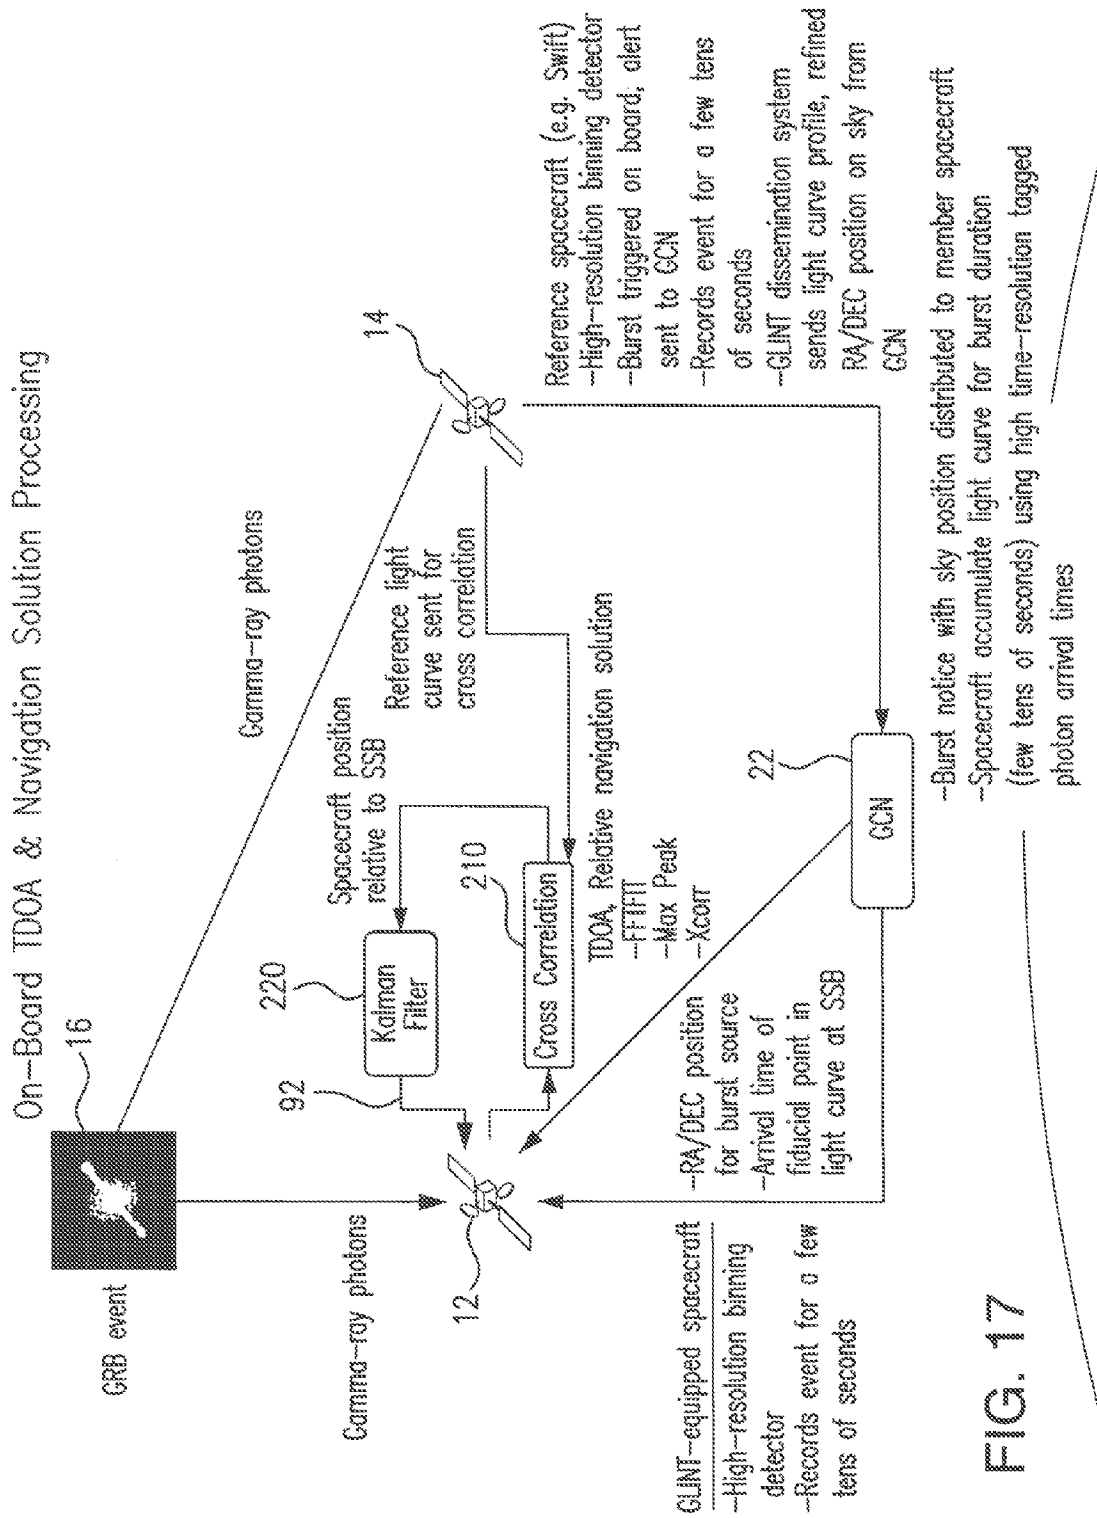 On-Board TDOA & Navigation Solution Processing
16
GRB event
Gamma-ray photons
Gamma-ray photons
14
Reference light
curve sent for
cross correlation
Spacecraft position
relative to SSB
220
Kalman
Filter
92
210
Cross Correlation
12
TDOA, Relative navigation solution
-FFTFIT
-Max Peak
-Xcorr
Reference spacecraft (e.g. Swift)
-High-resolution binning detector
-Burst triggered on board; alert
sent to GCN
-Records event for a few tens
of seconds
-GLINT dissemination system
sends light curve profile, refined
RA/DEC position on sky from
GCN
GLINT-equipped spacecraft
-High-resolution binning
detector
-Records event for a few
tens of seconds
-RA/DEC position
for burst source
-Arrival time of
fiducial point in
light curve at SSB
22
GCN
-Burst notice with sky position distributed to member spacecraft
-Spacecraft accumulate light curve for burst duration
(few tens of seconds) using high time-resolution tagged
photon arrival times
FIG. 17